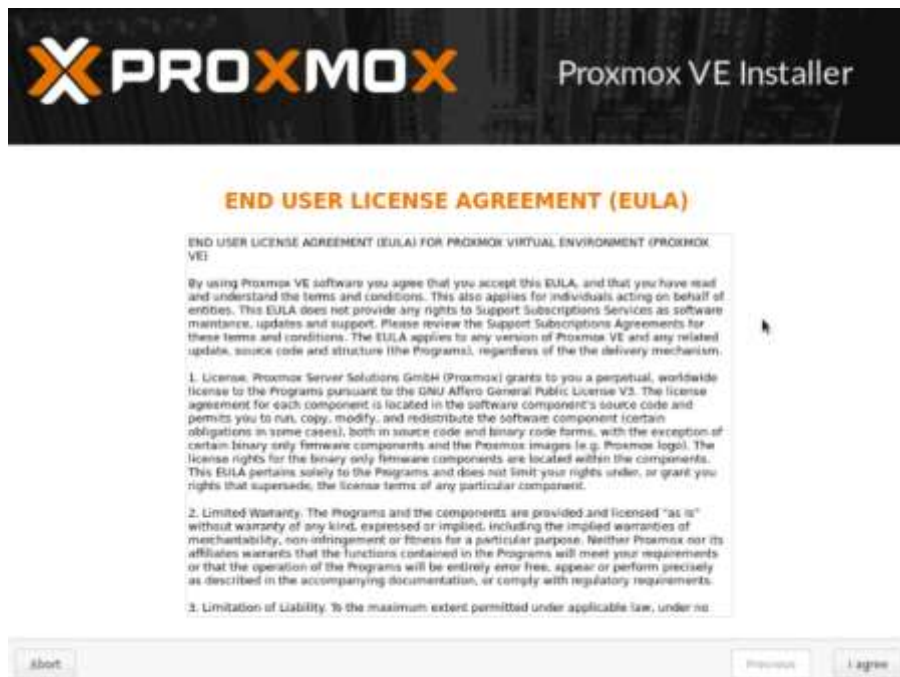 PROXMOX
Proxmox VE Installer
END USER LICENSE AGREEMENT (EULA)
END USER LICENSE AGREEMENT (EULA) FOR PROXMOX VIRTUAL ENVIRONMENT (PROXMOX
VE)
By using Proxmox VE software you agree that you accept this EULA, and that you have read
and understand the terms and conditions. This also applies for individuals acting on behalf of
entities. This EULA does not provide any rights to Support Subscriptions Services as software
maintance, updates and support. Please review the Support Subscriptions Agreements for
these terms and conditions. The EULA applies to any version of Proxmox VE and any related
update, source code and structure (the Programs), regardless of the the delivery mechanism.
1. License. Proxmox Server Solutions GmbH (Proxmox) grants to you a perpetual, worldwide
license to the Programs pursuant to the GNU Affero General Public License V3. The license
agreement for each component is located in the software component's source code and
permits you to run, copy, modify, and redistribute the software component (certain
obligations in some cases), both in source code and binary code forms, with the exception of
certain binary only firmware components and the Proxmox images (e.g. Proxmox logo). The
license rights for the binary only firmware components are located within the components.
This EULA pertains solely to the Programs and does not limit your rights under, or grant you
rights that supersede, the license terms of any particular component.
2. Limited Warranty. The Programs and the components are provided and licensed "as is"
without warranty of any kind, expressed or implied, including the implied warranties of
merchantability, non-infringement or fitness for a particular purpose. Neither Proxmox nor its
affiliates warrants that the functions contained in the Programs will meet your requirements
or that the operation of the Programs will be entirely error free, appear or perform precisely
as described in the accompanying documentation, or comply with regulatory requirements.
3. Limitation of Liability. To the maximum extent permitted under applicable law, under no
Abort
Previous
I agree